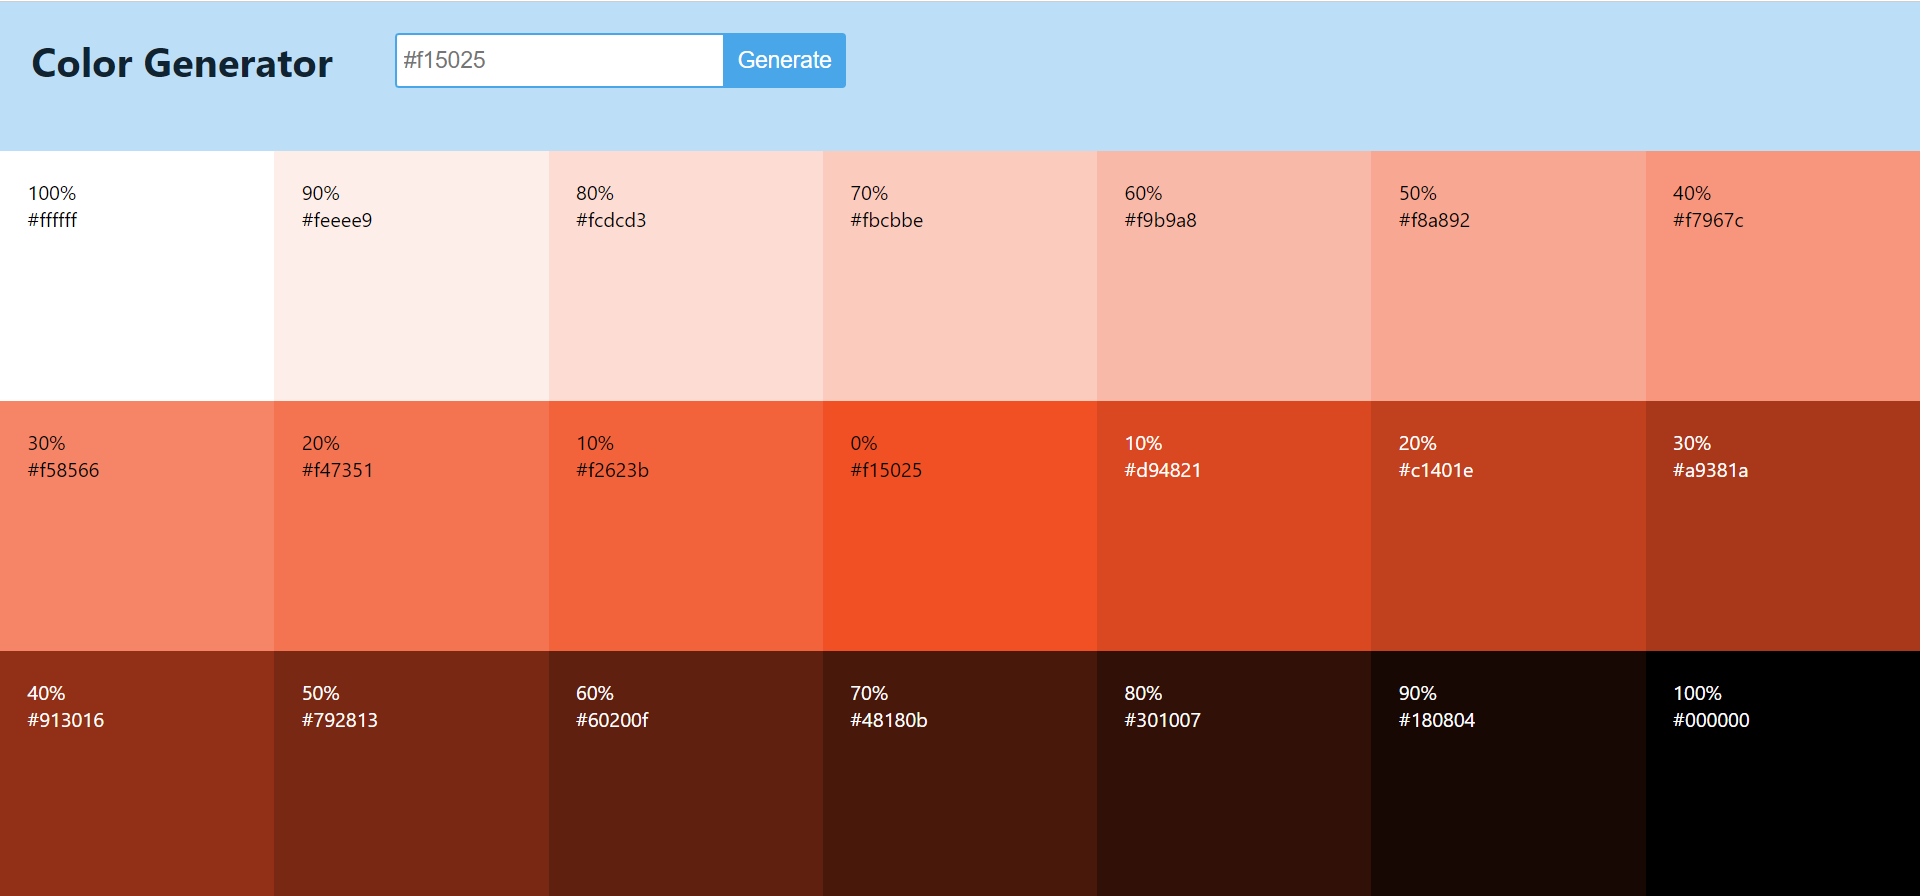 Color Generator
#f15025
Generate
100%
#ffffff
90%
#feeee9
80%
#fcdcd3
70%
#fbcbbe
60%
#f9b9a8
50%
#f8a892
40%
#f7967c
30%
#f58566
20%
#f47351
10%
#f2623b
0%
#f15025
10%
#d94821
20%
#c1401e
30%
#a9381a
40%
#913016
50%
#792813
60%
#60200f
70%
#48180b
80%
#301007
90%
#180804
100%
#000000